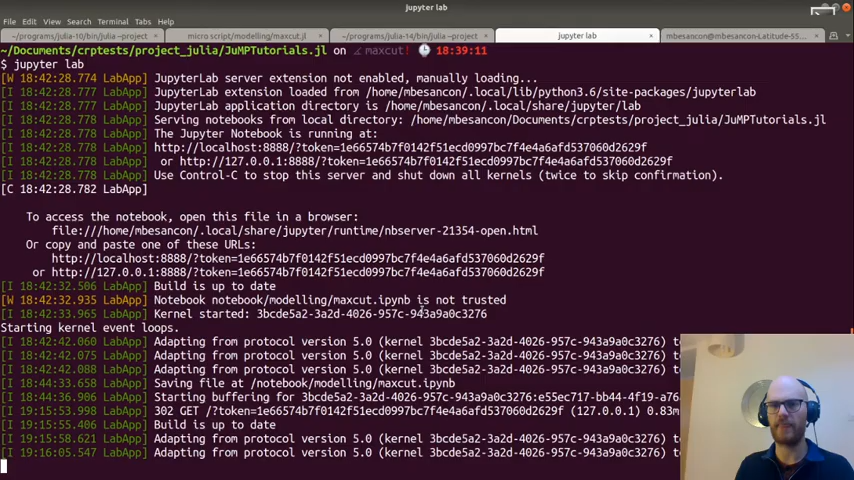 jupyter lab
File Edit View Search Terminal Tabs Help
~/programs/julia-10/bin/julia --project × micro script/modelling/maxcut.jl × ~/programs/julia-14/bin/julia --project × jupyter lab × mbesancon@mbesancon-Latitude-55...
~/Documents/crptests/project_julia/JuMPTutorials.jl on maxcut! 18:39:11
$ jupyter lab
[W 18:42:28.774 LabApp] JupyterLab server extension not enabled, manually loading...
[I 18:42:28.777 LabApp] JupyterLab extension loaded from /home/mbesancon/.local/lib/python3.6/site-packages/jupyterlab
[I 18:42:28.777 LabApp] JupyterLab application directory is /home/mbesancon/.local/share/jupyter/lab
[I 18:42:28.778 LabApp] Serving notebooks from local directory: /home/mbesancon/Documents/crptests/project_julia/JuMPTutorials.jl
[I 18:42:28.778 LabApp] The Jupyter Notebook is running at:
[I 18:42:28.778 LabApp] http://localhost:8888/?token=1e66574b7f0142f51ecd0997bc7f4e4a6afd537060d2629f
[I 18:42:28.778 LabApp] or http://127.0.0.1:8888/?token=1e66574b7f0142f51ecd0997bc7f4e4a6afd537060d2629f
[I 18:42:28.778 LabApp] Use Control-C to stop this server and shut down all kernels (twice to skip confirmation).
[C 18:42:28.782 LabApp]
To access the notebook, open this file in a browser:
file:///home/mbesancon/.local/share/jupyter/runtime/nbserver-21354-open.html
Or copy and paste one of these URLs:
http://localhost:8888/?token=1e66574b7f0142f51ecd0997bc7f4e4a6afd537060d2629f
or http://127.0.0.1:8888/?token=1e66574b7f0142f51ecd0997bc7f4e4a6afd537060d2629f
[I 18:42:32.506 LabApp] Build is up to date
[W 18:42:32.935 LabApp] Notebook notebook/modelling/maxcut.ipynb is not trusted
[I 18:42:33.965 LabApp] Kernel started: 3bcde5a2-3a2d-4026-957c-943a9a0c3276
Starting kernel event loops.
[I 18:42:42.060 LabApp] Adapting from protocol version 5.0 (kernel 3bcde5a2-3a2d-4026-957c-943a9a0c3276) to
[I 18:42:42.075 LabApp] Adapting from protocol version 5.0 (kernel 3bcde5a2-3a2d-4026-957c-943a9a0c3276) to
[I 18:42:42.088 LabApp] Adapting from protocol version 5.0 (kernel 3bcde5a2-3a2d-4026-957c-943a9a0c3276) to
[I 18:44:33.658 LabApp] Saving file at /notebook/modelling/maxcut.ipynb
[I 18:44:36.906 LabApp] Starting buffering for 3bcde5a2-3a2d-4026-957c-943a9a0c3276:e55ec717-bb44-4f19-a76
[I 19:15:53.998 LabApp] 302 GET /?token=1e66574b7f0142f51ecd0997bc7f4e4a6afd537060d2629f (127.0.0.1) 0.83m
[I 19:15:55.406 LabApp] Build is up to date
[I 19:15:58.621 LabApp] Adapting from protocol version 5.0 (kernel 3bcde5a2-3a2d-4026-957c-943a9a0c3276) to
[I 19:16:05.547 LabApp] Adapting from protocol version 5.0 (kernel 3bcde5a2-3a2d-4026-957c-943a9a0c3276) to